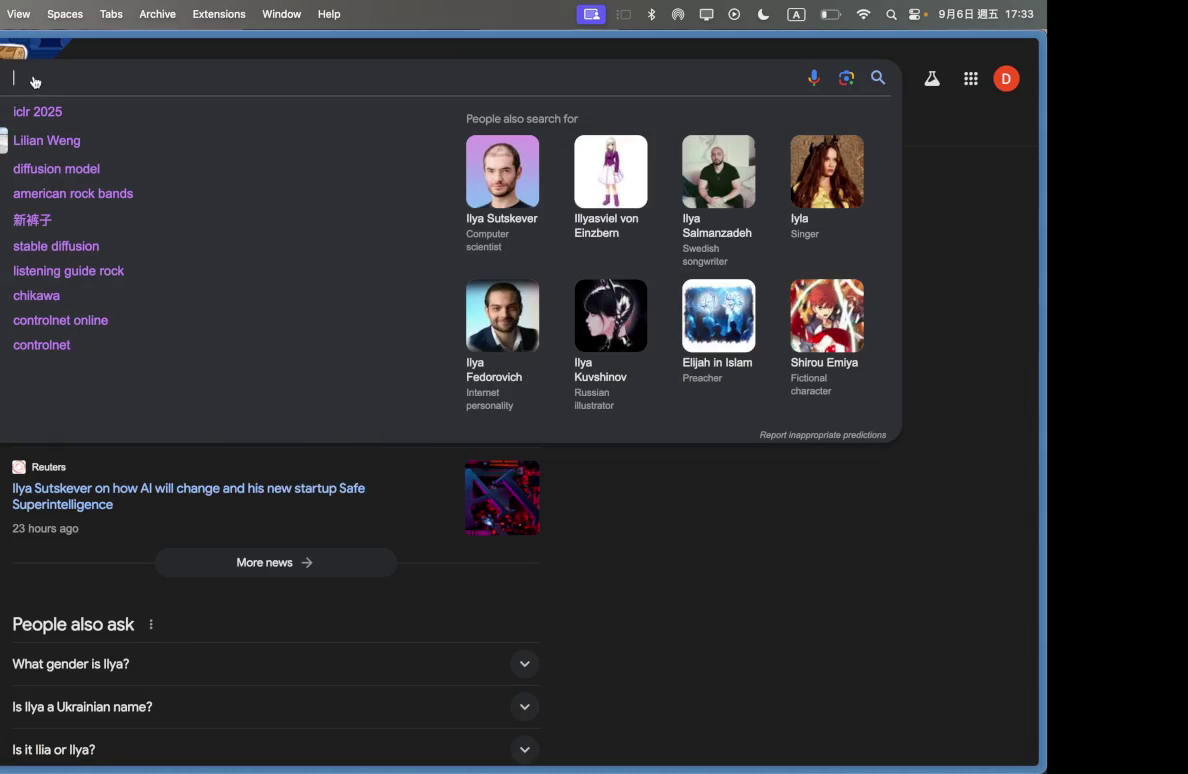 View Spaces Tabs Archive Extensions Window Help A 9月6日 週五 17:33
D
iclr 2025
Lilian Weng
diffusion model
american rock bands
新裤子
stable diffusion
listening guide rock
chikawa
controlnet online
controlnet
People also search for
Ilya Sutskever
Computer
scientist
Illyasviel von
Einzbern
Ilya
Salmanzadeh
Swedish
songwriter
Iyla
Singer
Ilya
Fedorovich
Internet
personality
Ilya
Kuvshinov
Russian
illustrator
Elijah in Islam
Preacher
Shirou Emiya
Fictional
character
Report inappropriate predictions
Reuters
Ilya Sutskever on how AI will change and his new startup Safe
Superintelligence
23 hours ago
More news
People also ask
What gender is Ilya?
Is Ilya a Ukrainian name?
Is it Ilia or Ilya?